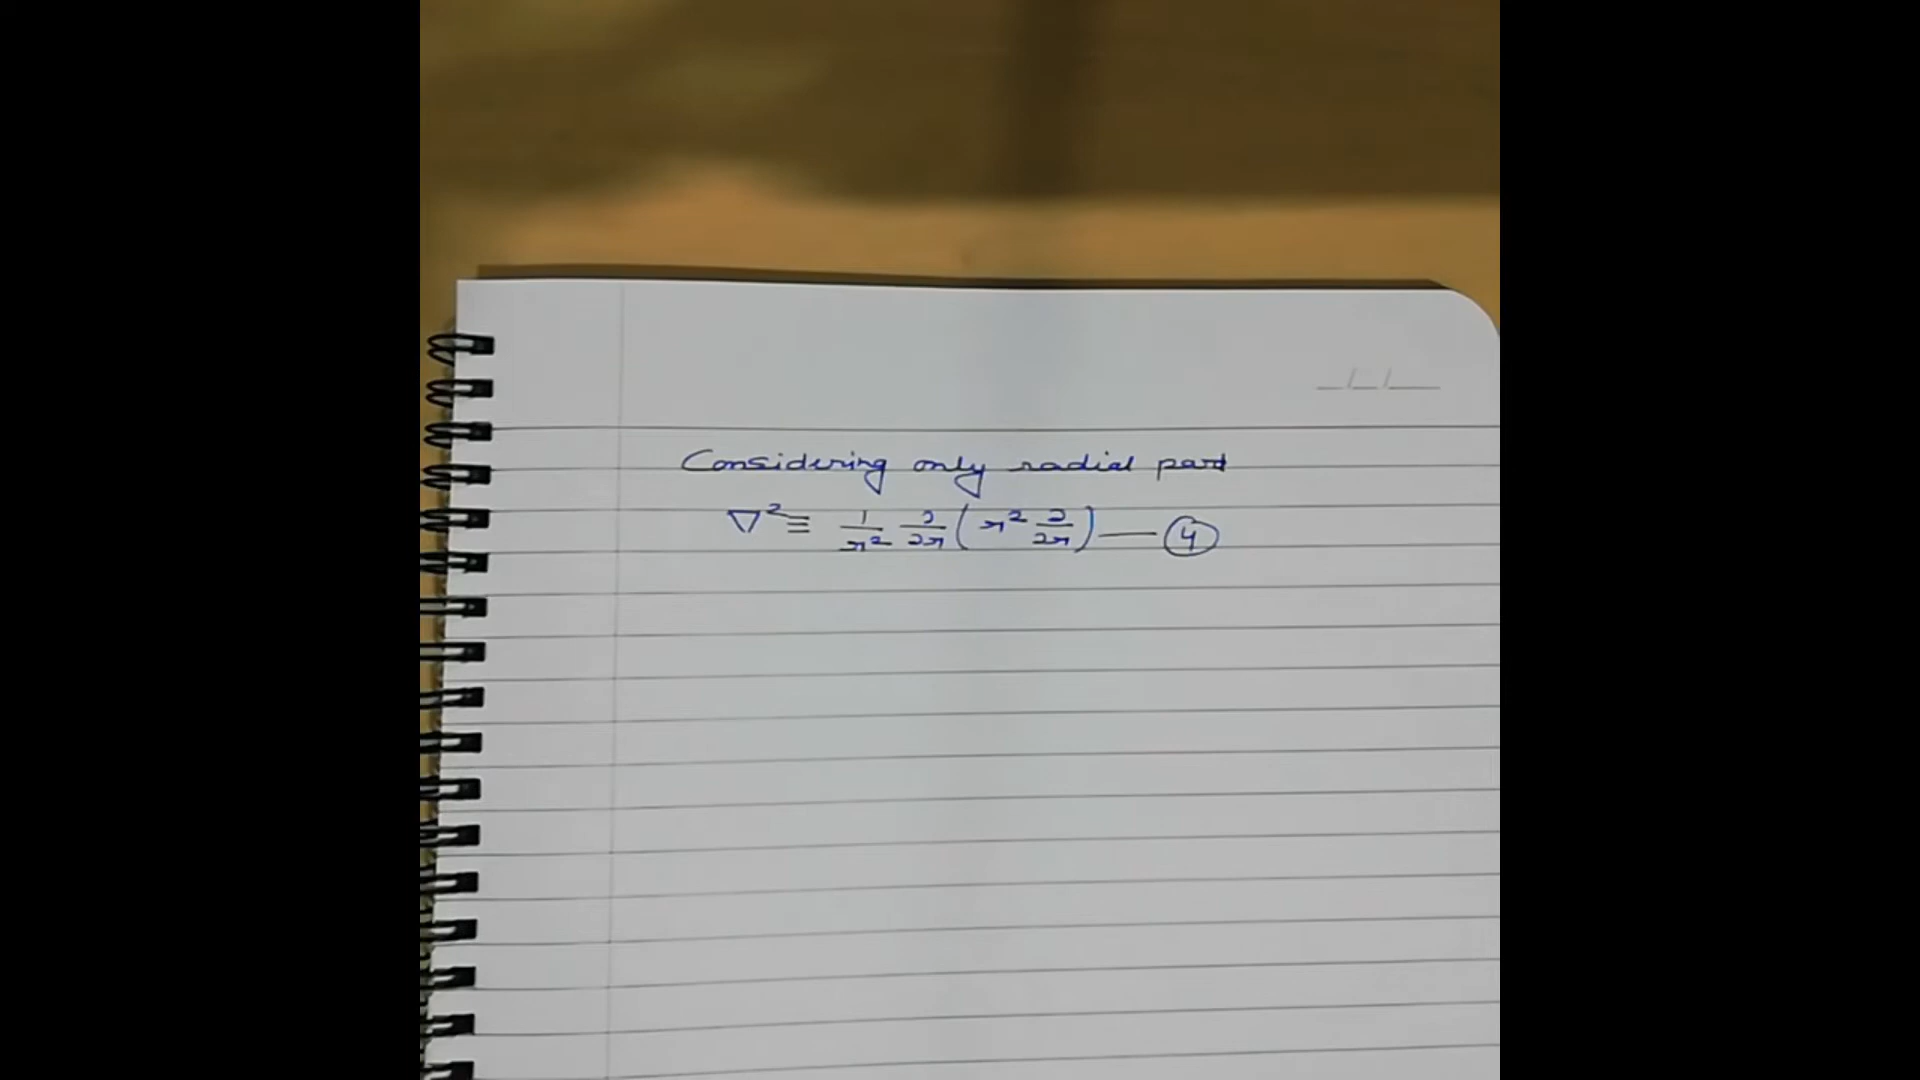 Considering only radial part
∇² ≡ 1/r² ∂/∂r ( r² ∂/∂r ) —— ④